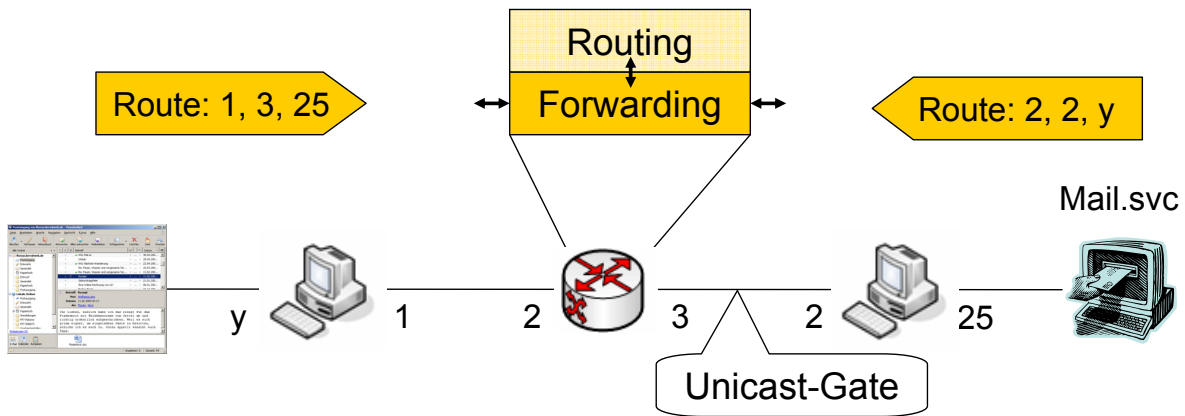 Routing
Route: 1, 3, 25
Forwarding
Route: 2, 2, y
Mail.svc
y
1
2
3
2
25
Unicast-Gate